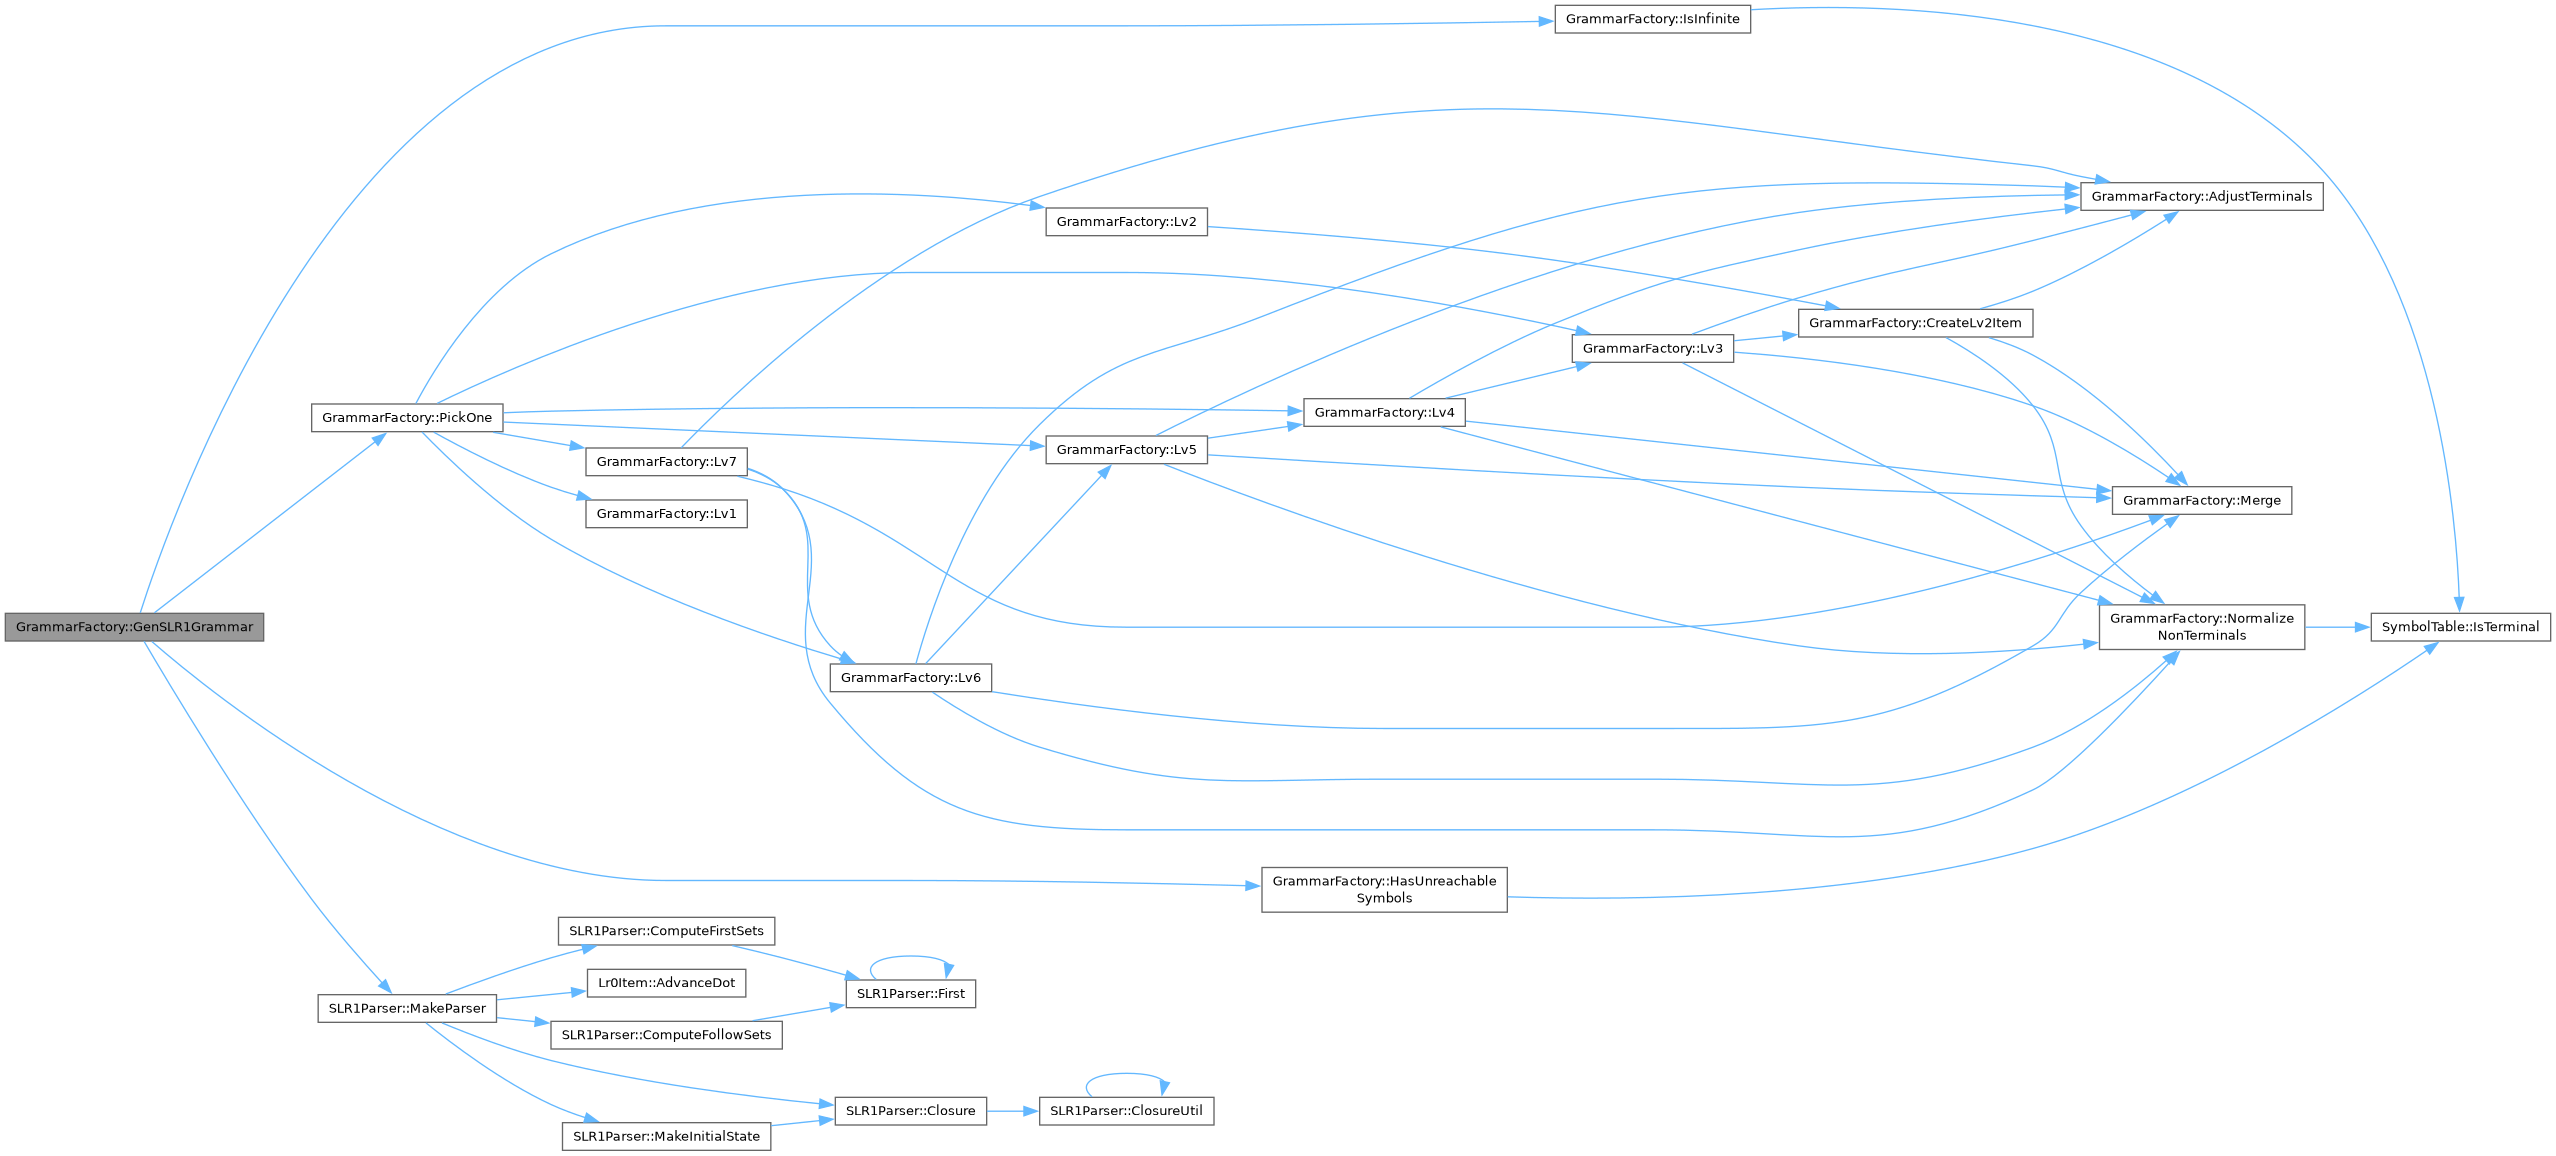 GrammarFactory::IsInfinite
GrammarFactory::AdjustTerminals
GrammarFactory::Lv2
GrammarFactory::CreateLv2Item
GrammarFactory::Lv3
GrammarFactory::PickOne
GrammarFactory::Lv4
GrammarFactory::Lv5
GrammarFactory::Lv7
GrammarFactory::Merge
GrammarFactory::Lv1
GrammarFactory::GenSLR1Grammar
GrammarFactory::Normalize
NonTerminals
SymbolTable::IsTerminal
GrammarFactory::Lv6
GrammarFactory::HasUnreachable
Symbols
SLR1Parser::ComputeFirstSets
Lr0Item::AdvanceDot
SLR1Parser::First
SLR1Parser::MakeParser
SLR1Parser::ComputeFollowSets
SLR1Parser::Closure
SLR1Parser::ClosureUtil
SLR1Parser::MakeInitialState